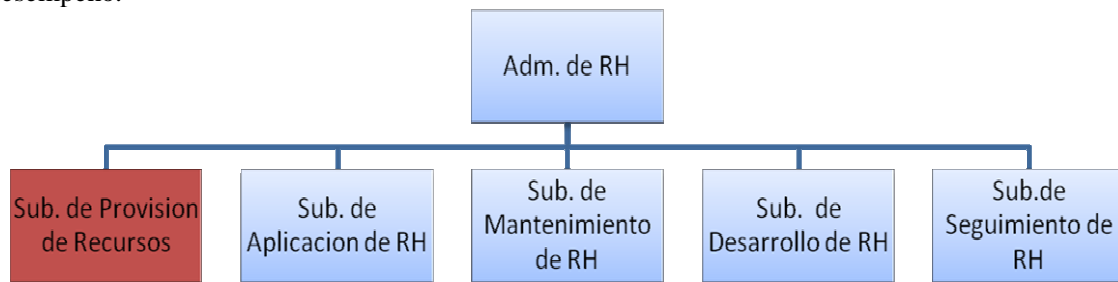 Adm. de RH
Sub. de Provision
de Recursos
Sub. de
Aplicacion de RH
Sub. de
Mantenimiento
de RH
Sub. de
Desarrollo de RH
Sub.de
Seguimiento de
RH